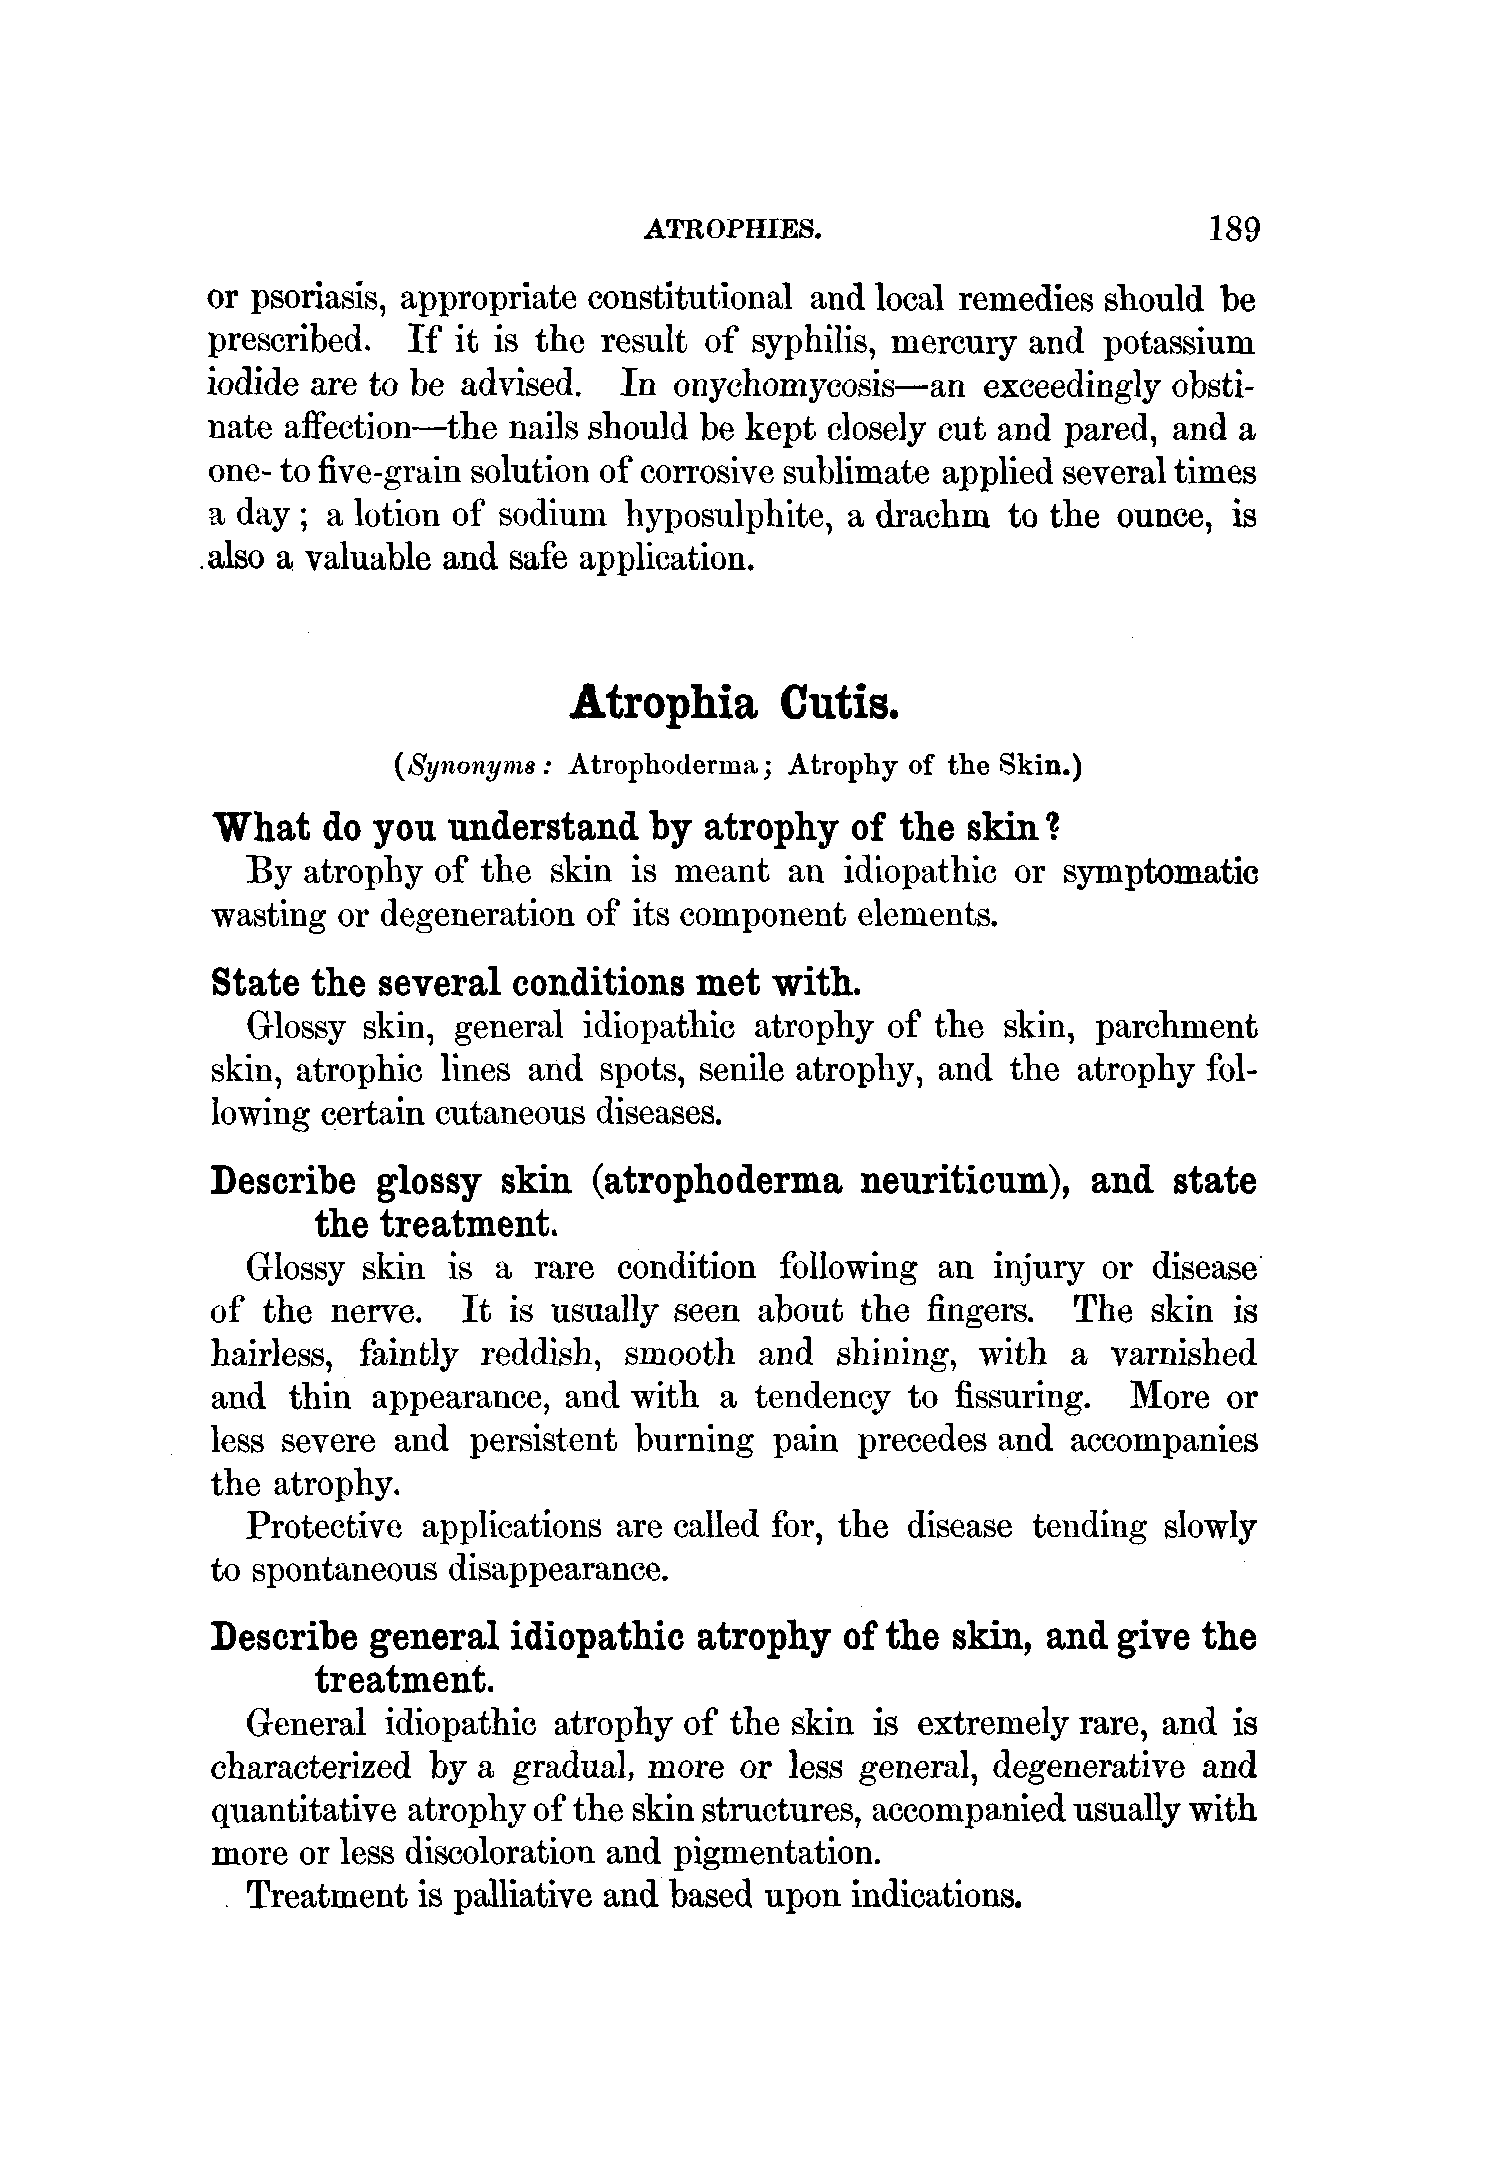 ATROPHIES. 189
or psoriasis, appropriate constitutional and local remedies should be
prescribed. If it is the result of syphilis, mercury and potassium
iodide are to be advised. In onychomycosis—an exceedingly obsti-
nate affection—the nails should be kept closely cut and pared, and a
one- to five-grain solution of corrosive sublimate applied several times
a day ; a lotion of sodium hyposulphite, a drachm to the ounce, is
also a valuable and safe application.
Atrophia Cutis.
(Synonyms : Atrophoderma; Atrophy of the Skin.)
What do you understand by atrophy of the skin?
By atrophy of the skin is meant an idiopathic or symptomatic
wasting or degeneration of its component elements.
State the several conditions met with.
Glossy skin, general idiopathic atrophy of the skin, parchment
skin, atrophic lines and spots, senile atrophy, and the atrophy fol-
lowing certain cutaneous diseases.
Describe glossy skin (atrophoderma neuriticum), and state
the treatment.
Glossy skin is a rare condition following an injury or disease
of the nerve. It is usually seen about the fingers. The skin is
hairless, faintly reddish, smooth and shining, with a varnished
and thin appearance, and with a tendency to fissuring. More or
less severe and persistent burning pain precedes and accompanies
the atrophy.
Protective applications are called for, the disease tending slowly
to spontaneous disappearance.
Describe general idiopathic atrophy of the skin, and give the
treatment.
General idiopathic atrophy of the skin is extremely rare, and is
characterized by a gradual, more or less general, degenerative and
quantitative atrophy of the skin structures, accompanied usually with
more or less discoloration and pigmentation.
Treatment is palliative and based upon indications.